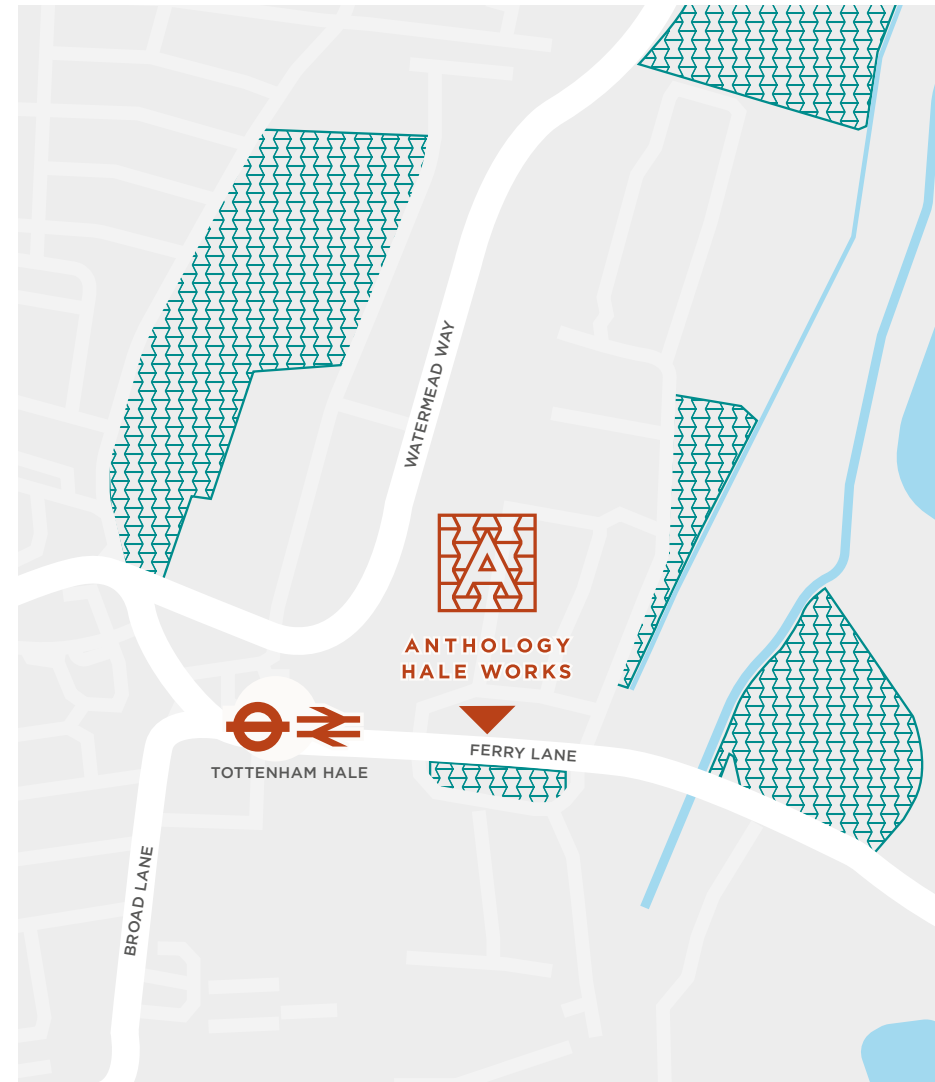 WATERMEAD WAY
A
ANTHOLOGY
HALE WORKS
FERRY LANE
TOTTENHAM HALE
BROAD LANE